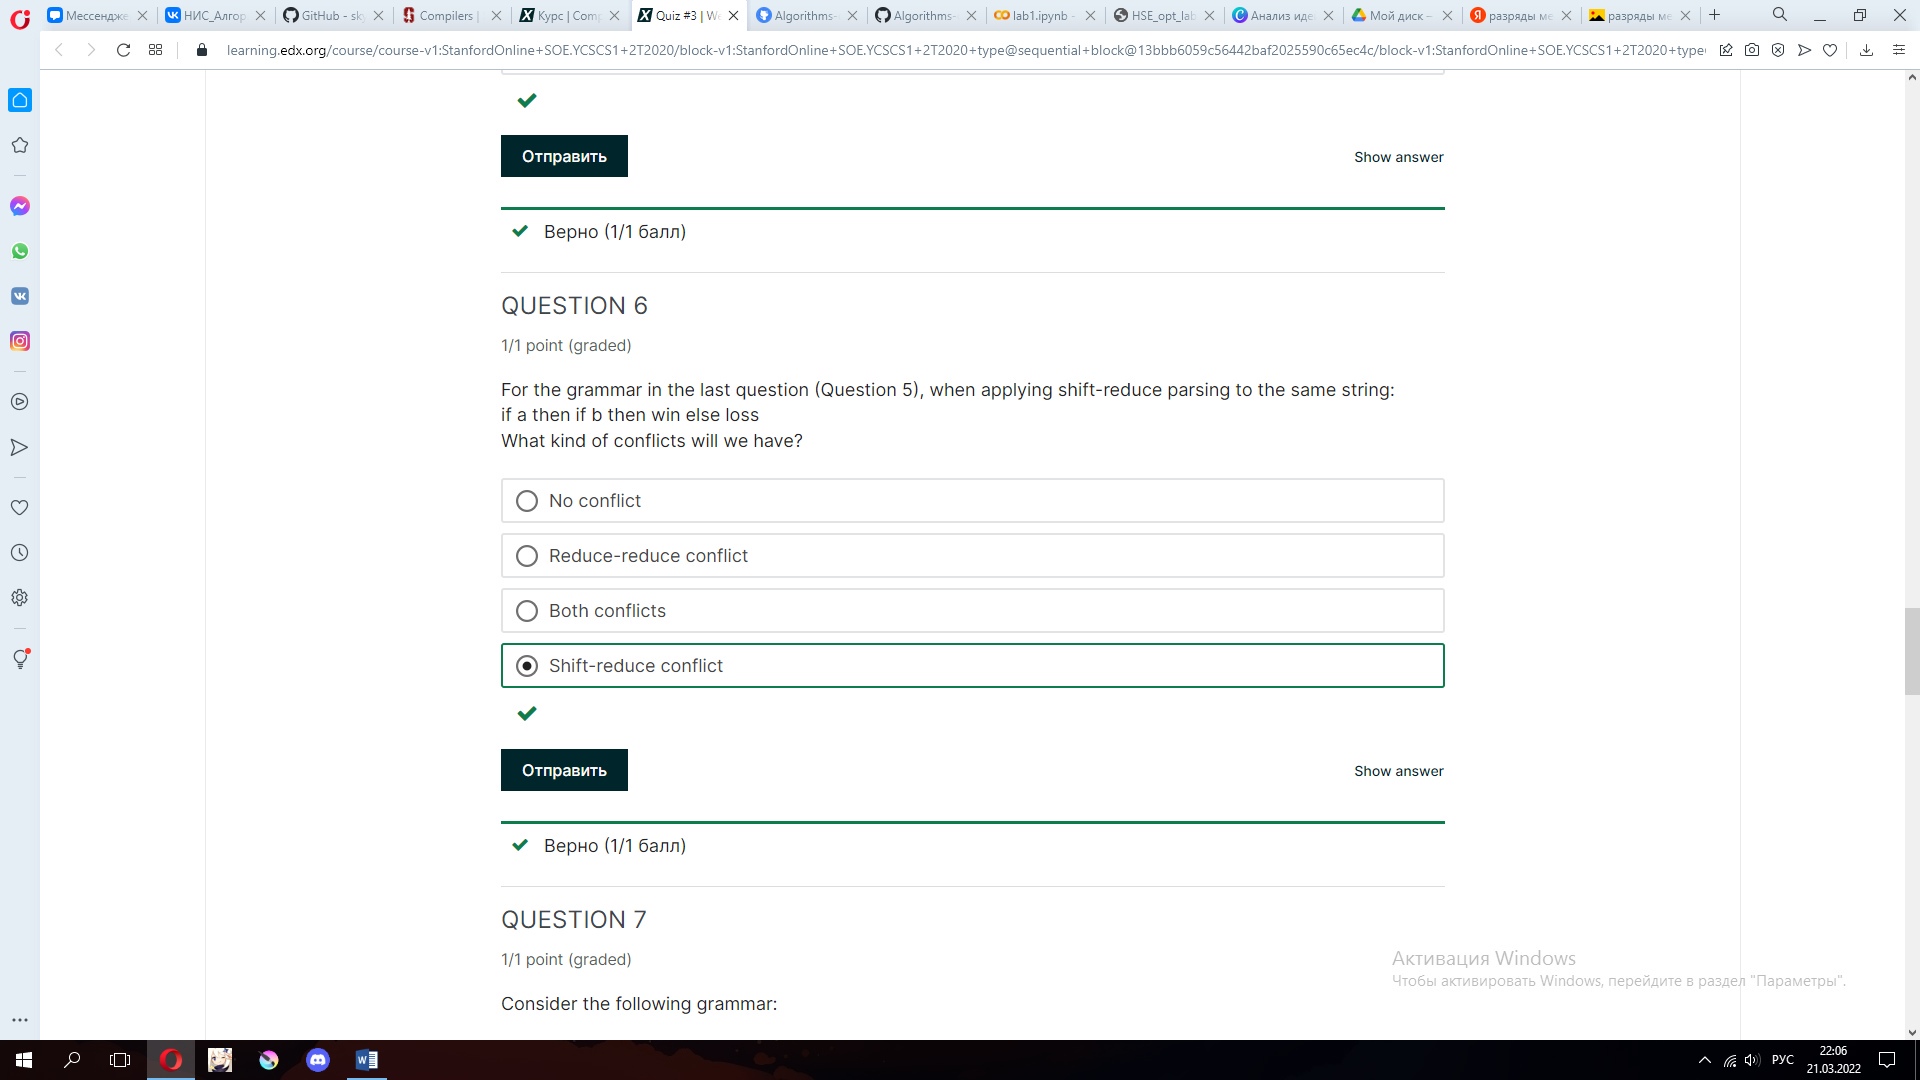 Мессендже
НИС_Алгор
GitHub - sky
Compilers |
Курс | Comp
Quiz #3 | We
Algorithms-
Algorithms-
lab1.ipynb -
HSE_opt_lab
Анализ иде
Мой диск –
разряды ме
разряды ме
learning.edx.org/course/course-v1:StanfordOnline+SOE.YCSCS1+2T2020/block-v1:StanfordOnline+SOE.YCSCS1+2T2020+type@sequential+block@13bbb6059c56442baf2025590c65ec4c/block-v1:StanfordOnline+SOE.YCSCS1+2T2020+type
Отправить
Show answer
Верно (1/1 балл)
QUESTION 6
1/1 point (graded)
For the grammar in the last question (Question 5), when applying shift-reduce parsing to the same string:
if a then if b then win else loss
What kind of conflicts will we have?
No conflict
Reduce-reduce conflict
Both conflicts
Shift-reduce conflict
Отправить
Show answer
Верно (1/1 балл)
QUESTION 7
1/1 point (graded)
Consider the following grammar:
Активация Windows
Чтобы активировать Windows, перейдите в раздел "Параметры".
РУС
22:06
21.03.2022